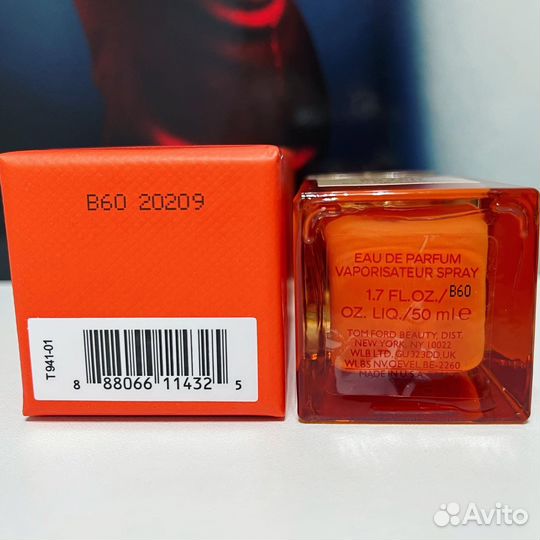 B60 20209
T941-01
8 88066 11432 5
EAU DE PARFUM
VAPORISATEUR SPRAY
1.7 FL.OZ./
B60
OZ. LIQ./50 ml e
TOM FORD BEAUTY, DIST.
NEW YORK, NY 10022
WLB LTD. GU323DD,UK
WLBS NV.OEVEL.BE-2260
MADE IN U.S.A.
Avito